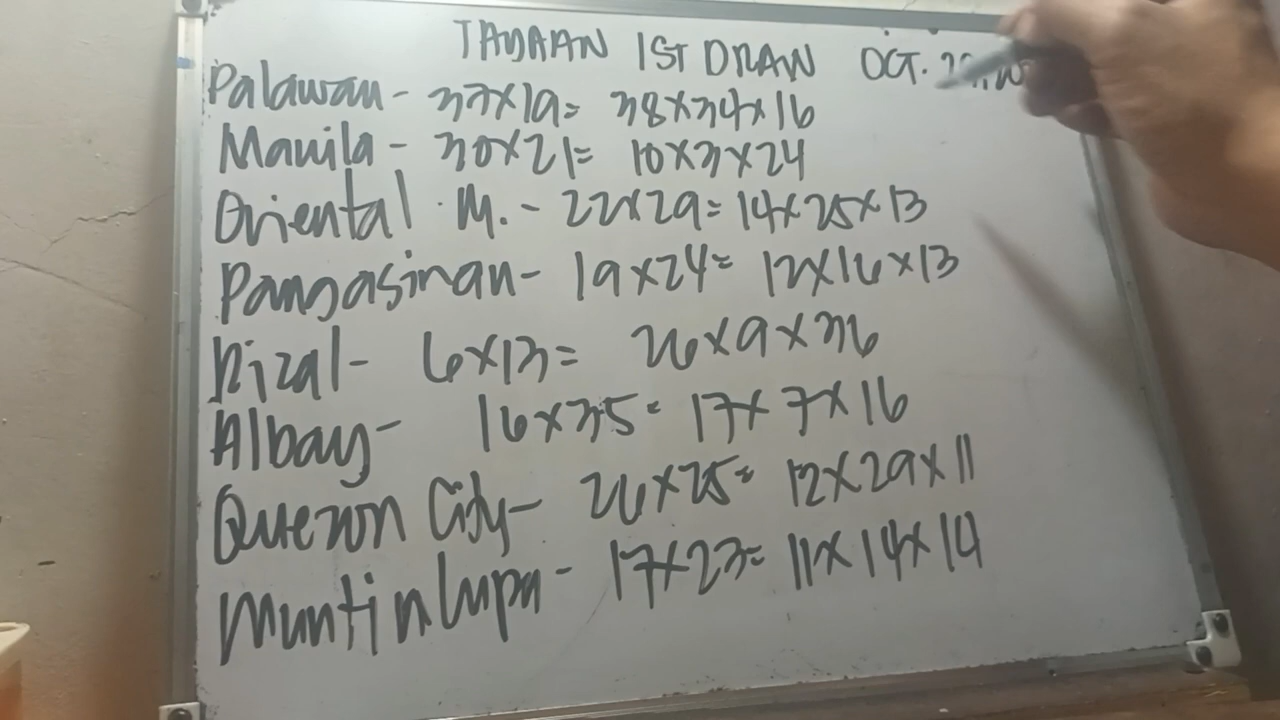 TAYAAN 1ST DRAW OCT.
Palawan - 37x19= 38x34x16
Manila - 30x21= 10x3x24
Oriental M. - 22x29= 14x25x13
Pangasinan - 19x24= 12x16x13
Rizal - 6x13= 26x9x36
Albay - 16x35= 17x7x16
Quezon City - 26x25= 12x29x11
Muntinlupa - 17x23= 11x14x14